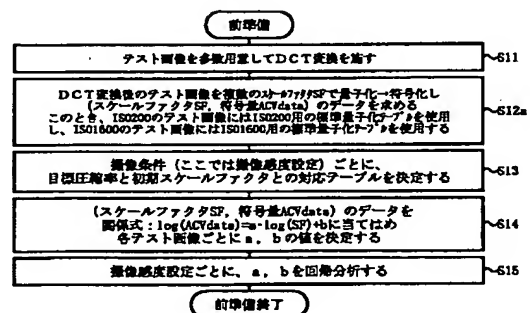 前準備
テスト画像を多数用意してDCT変換を施す
S11
DCT変換後のテスト画像を複数のスケールファクタSFで量子化→符号化し
(スケールファクタSF, 符号量ACVdata) のデータを求める
このとき、ISO200のテスト画像にはISO200用の標準量子化テーブルを使用
し、ISO1600のテスト画像にはISO1600用の標準量子化テーブルを使用する
S12a
撮像条件 (ここでは撮像感度設定) ごとに、
目標圧縮率と初期スケールファクタとの対応テーブルを決定する
S13
(スケールファクタSF, 符号量ACVdata) のデータを
関係式:log(ACVdata)=a・log(SF)+bに当てはめ
各テスト画像ごとにa, bの値を決定する
S14
撮像感度設定ごとに、a, bを回帰分析する
S15
前準備終了